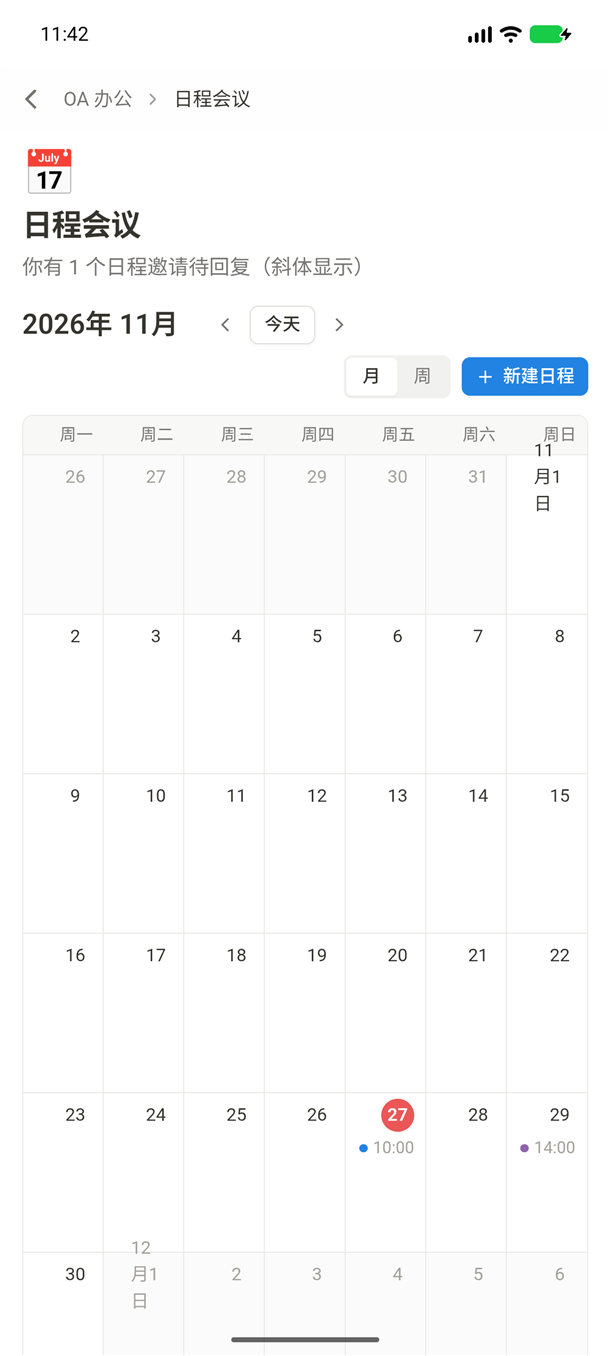 11:42
OA 办公 > 日程会议
July
17
日程会议
你有 1 个日程邀请待回复（斜体显示）
2026年 11月 < 今天 >
月 周 + 新建日程
周一 周二 周三 周四 周五 周六 周日
26 27 28 29 30 31 11月1日
2 3 4 5 6 7 8
9 10 11 12 13 14 15
16 17 18 19 20 21 22
23 24 25 26 27 28 29
10:00 14:00
30 12月1日 2 3 4 5 6